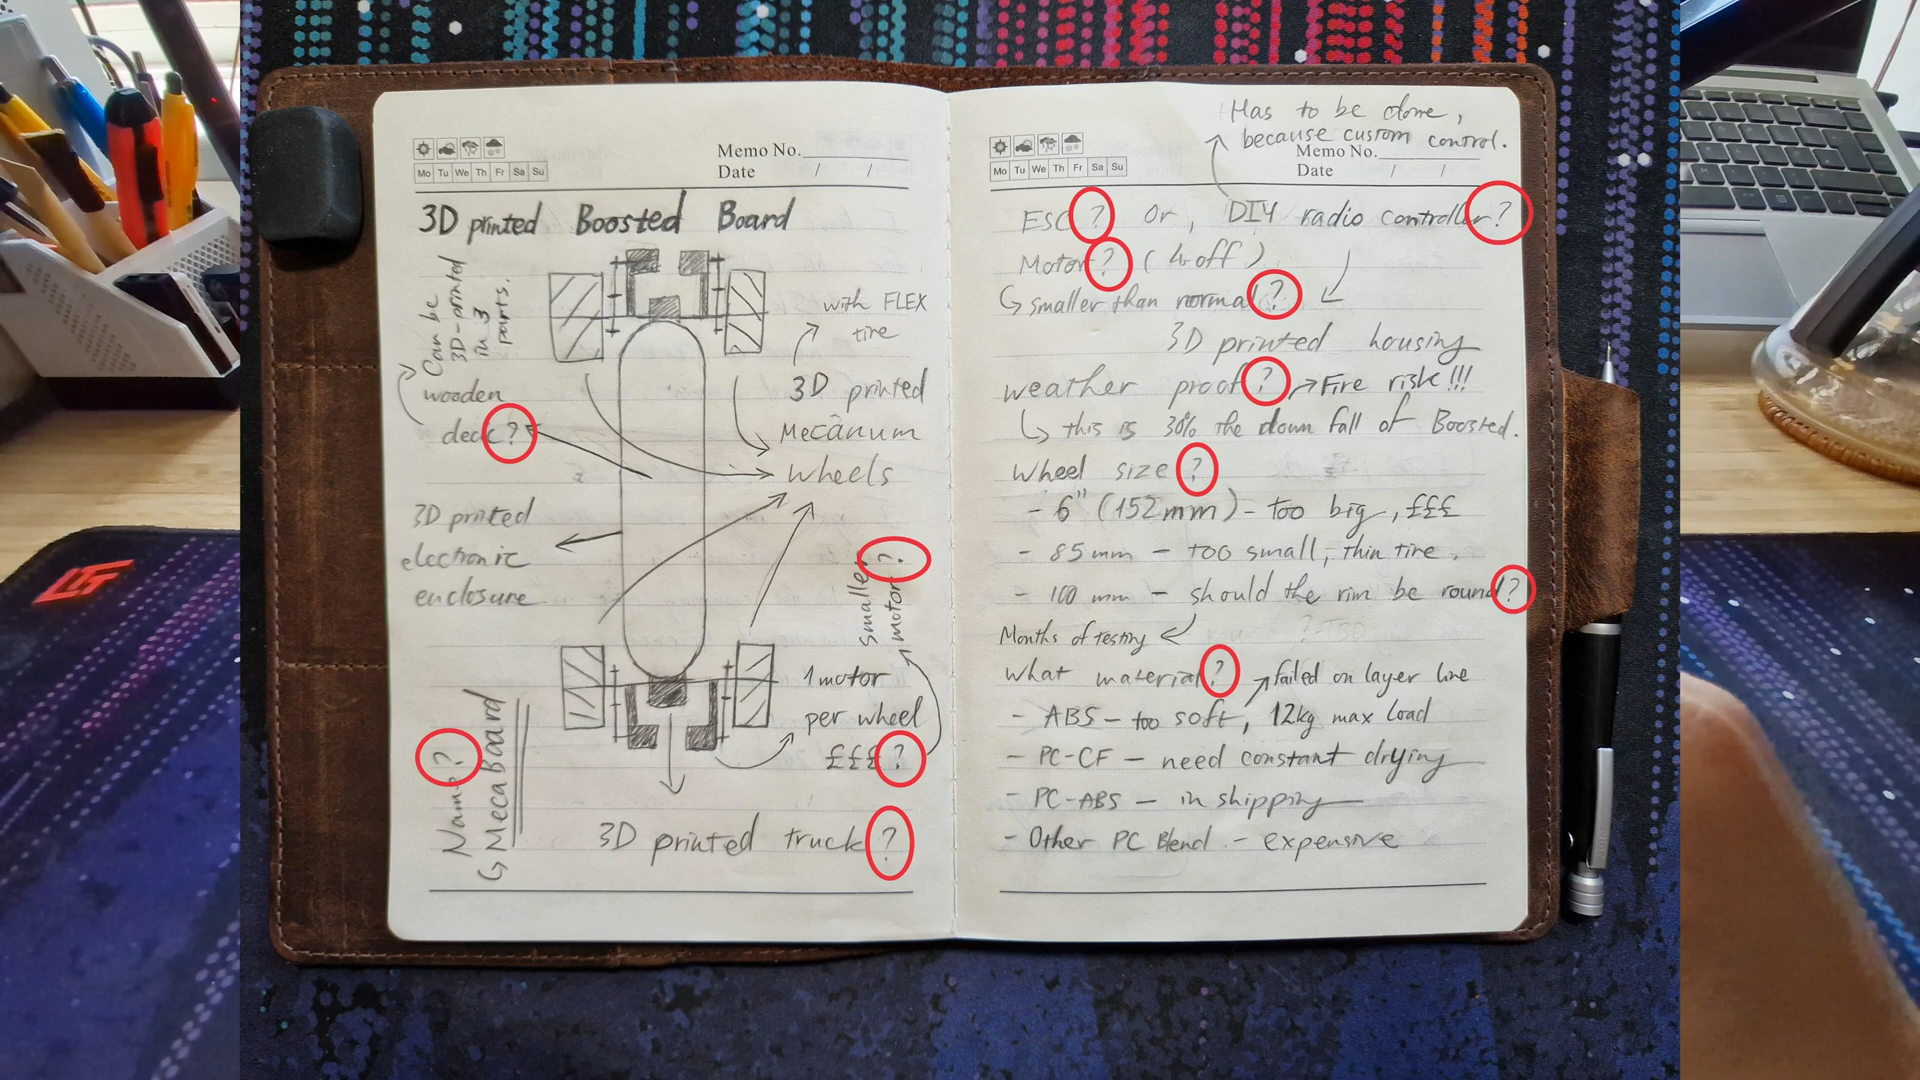 Memo No.
Mo Tu We Th Fr Sa Su
Date / /
3D printed Boosted Board
Can be
3D-printed
in 3
parts.
with FLEX
tire
wooden
deck?
3D printed
Mecanum
wheels
3D printed
electronic
enclosure
smaller
motor?
1 motor
per wheel
£££?
Name?
MecaBoard
3D printed truck?
Has to be done,
because custom control.
Memo No.
Mo Tu We Th Fr Sa Su
Date / /
ESC? Or, DIY radio controller?
Motor? (4 off)
smaller than normal?
3D printed housing
weather proof? Fire risk!!!
this is 30% the down fall of Boosted.
Wheel size?
- 6" (152mm) - too big, £££
- 85 mm - too small, thin tire.
- 100 mm - should the rim be round?
Months of testing
What material? failed on layer line
- ABS - too soft, 12kg max load
- PC-CF - need constant drying
- PC-ABS - in shipping
- Other PC Blend - expensive